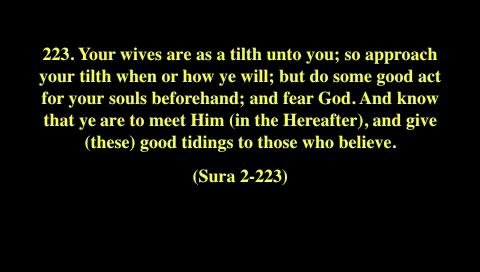 223. Your wives are as a tilth unto you; so approach
your tilth when or how ye will; but do some good act
for your souls beforehand; and fear God. And know
that ye are to meet Him (in the Hereafter), and give
(these) good tidings to those who believe.
(Sura 2-223)